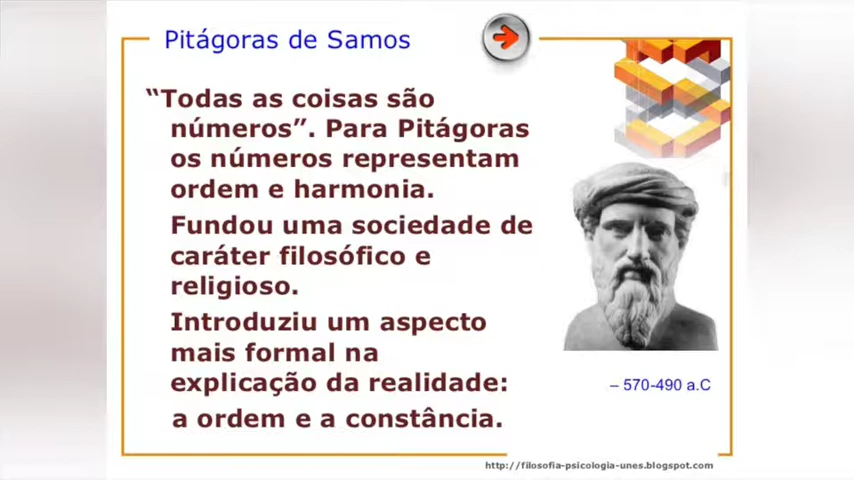 Pitágoras de Samos
“Todas as coisas são
números”. Para Pitágoras
os números representam
ordem e harmonia.
Fundou uma sociedade de
caráter filosófico e
religioso.
Introduziu um aspecto
mais formal na
explicação da realidade:
a ordem e a constância.
– 570-490 a.C
http://filosofia-psicologia-unes.blogspot.com